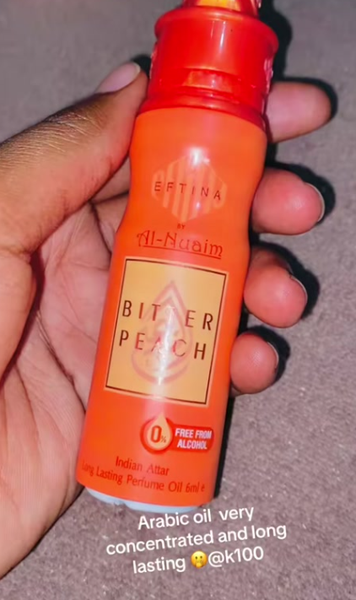 EFTINA
BY
Al-Nuaim
BITTER
PEACH
0%
FREE FROM
ALCOHOL
Indian Attar
Long Lasting Perfume Oil 6ml e
Arabic oil very
concentrated and long
lasting 🤫@k100